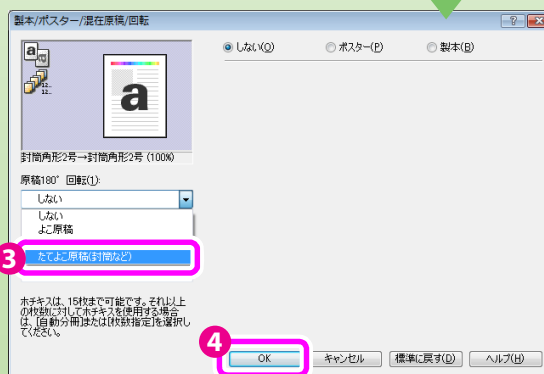 製本/ポスター/混在原稿/回転
しない(O) ポスター(P) 製本(B)
a
a
12..
12..
a
封筒角形2号→封筒角形2号 (100%)
原稿180° 回転(1):
しない
しない
よこ原稿
3 たてよこ原稿(封筒など)
ホチキスは、15枚まで可能です。それ以上
の枚数に対してホチキスを使用する場合
は、[自動分冊]または[枚数指定]を選択し
てください。
4
OK キャンセル 標準に戻す(D) ヘルプ(H)